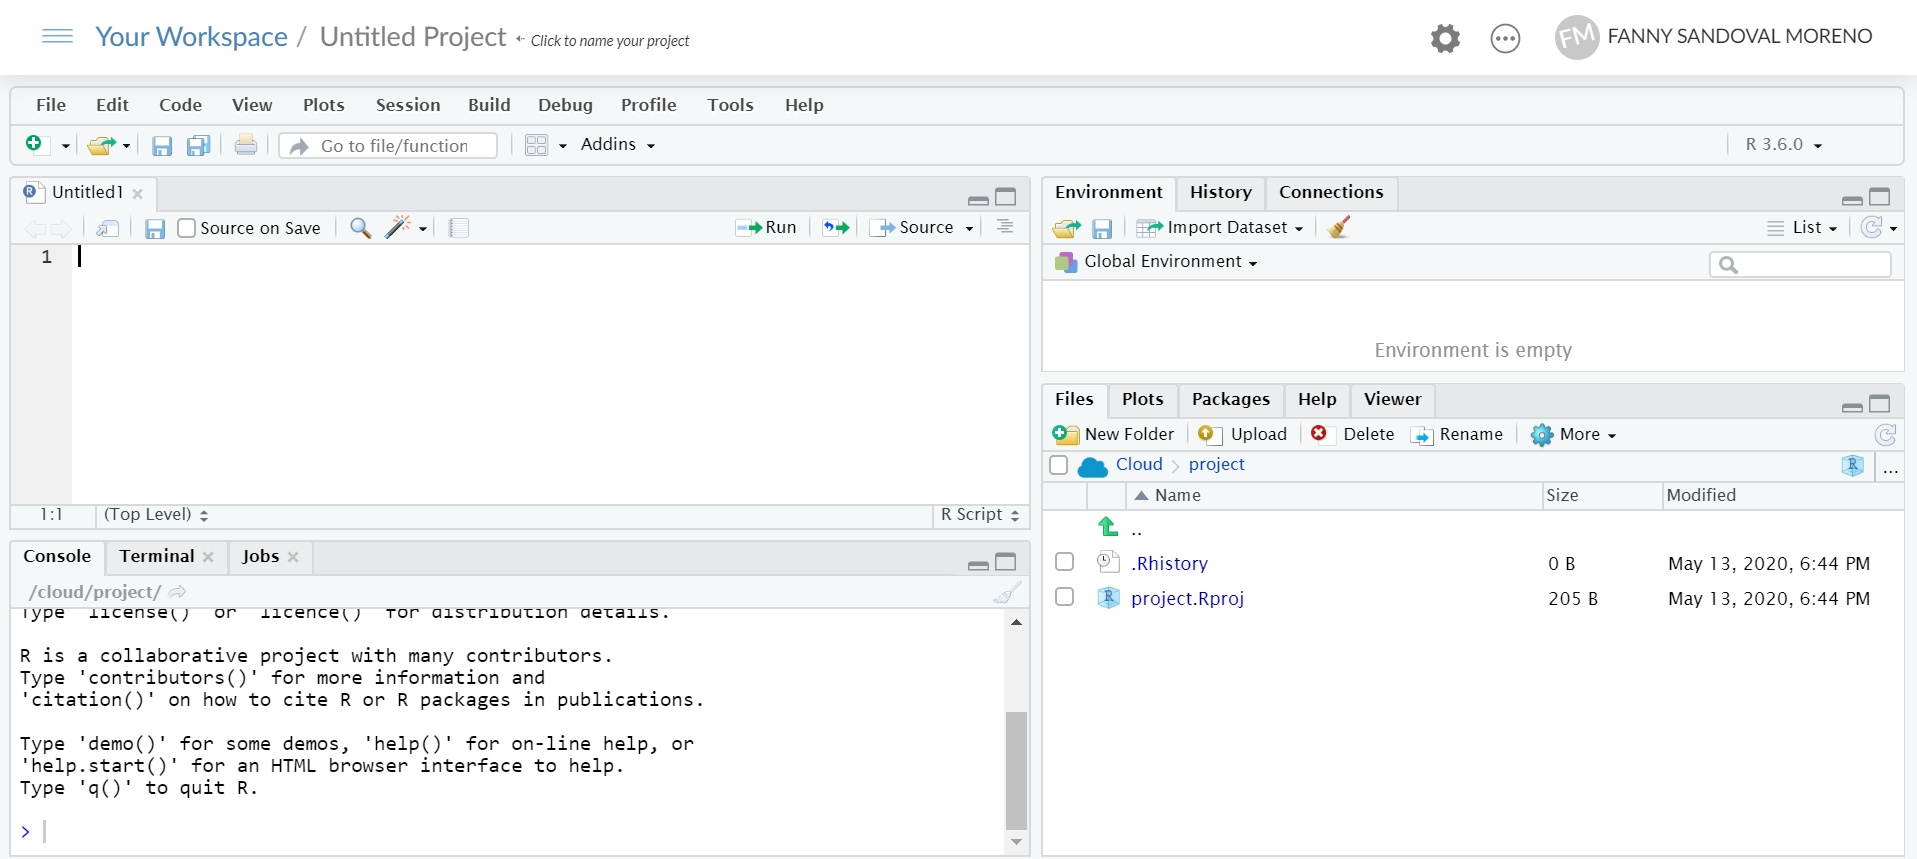 Your Workspace / Untitled Project ← Click to name your project
FM FANNY SANDOVAL MORENO
File Edit Code View Plots Session Build Debug Profile Tools Help
Go to file/function Addins R 3.6.0
Untitled1
Source on Save Run Source
1
1:1 (Top Level) R Script
Console Terminal Jobs
/cloud/project/
Type 'license()' or 'licence()' for distribution details.
R is a collaborative project with many contributors.
Type 'contributors()' for more information and
'citation()' on how to cite R or R packages in publications.
Type 'demo()' for some demos, 'help()' for on-line help, or
'help.start()' for an HTML browser interface to help.
Type 'q()' to quit R.
>
Environment History Connections
Import Dataset List
Global Environment
Environment is empty
Files Plots Packages Help Viewer
New Folder Upload Delete Rename More
Cloud project R ...
Name Size Modified
..
.Rhistory 0 B May 13, 2020, 6:44 PM
project.Rproj 205 B May 13, 2020, 6:44 PM